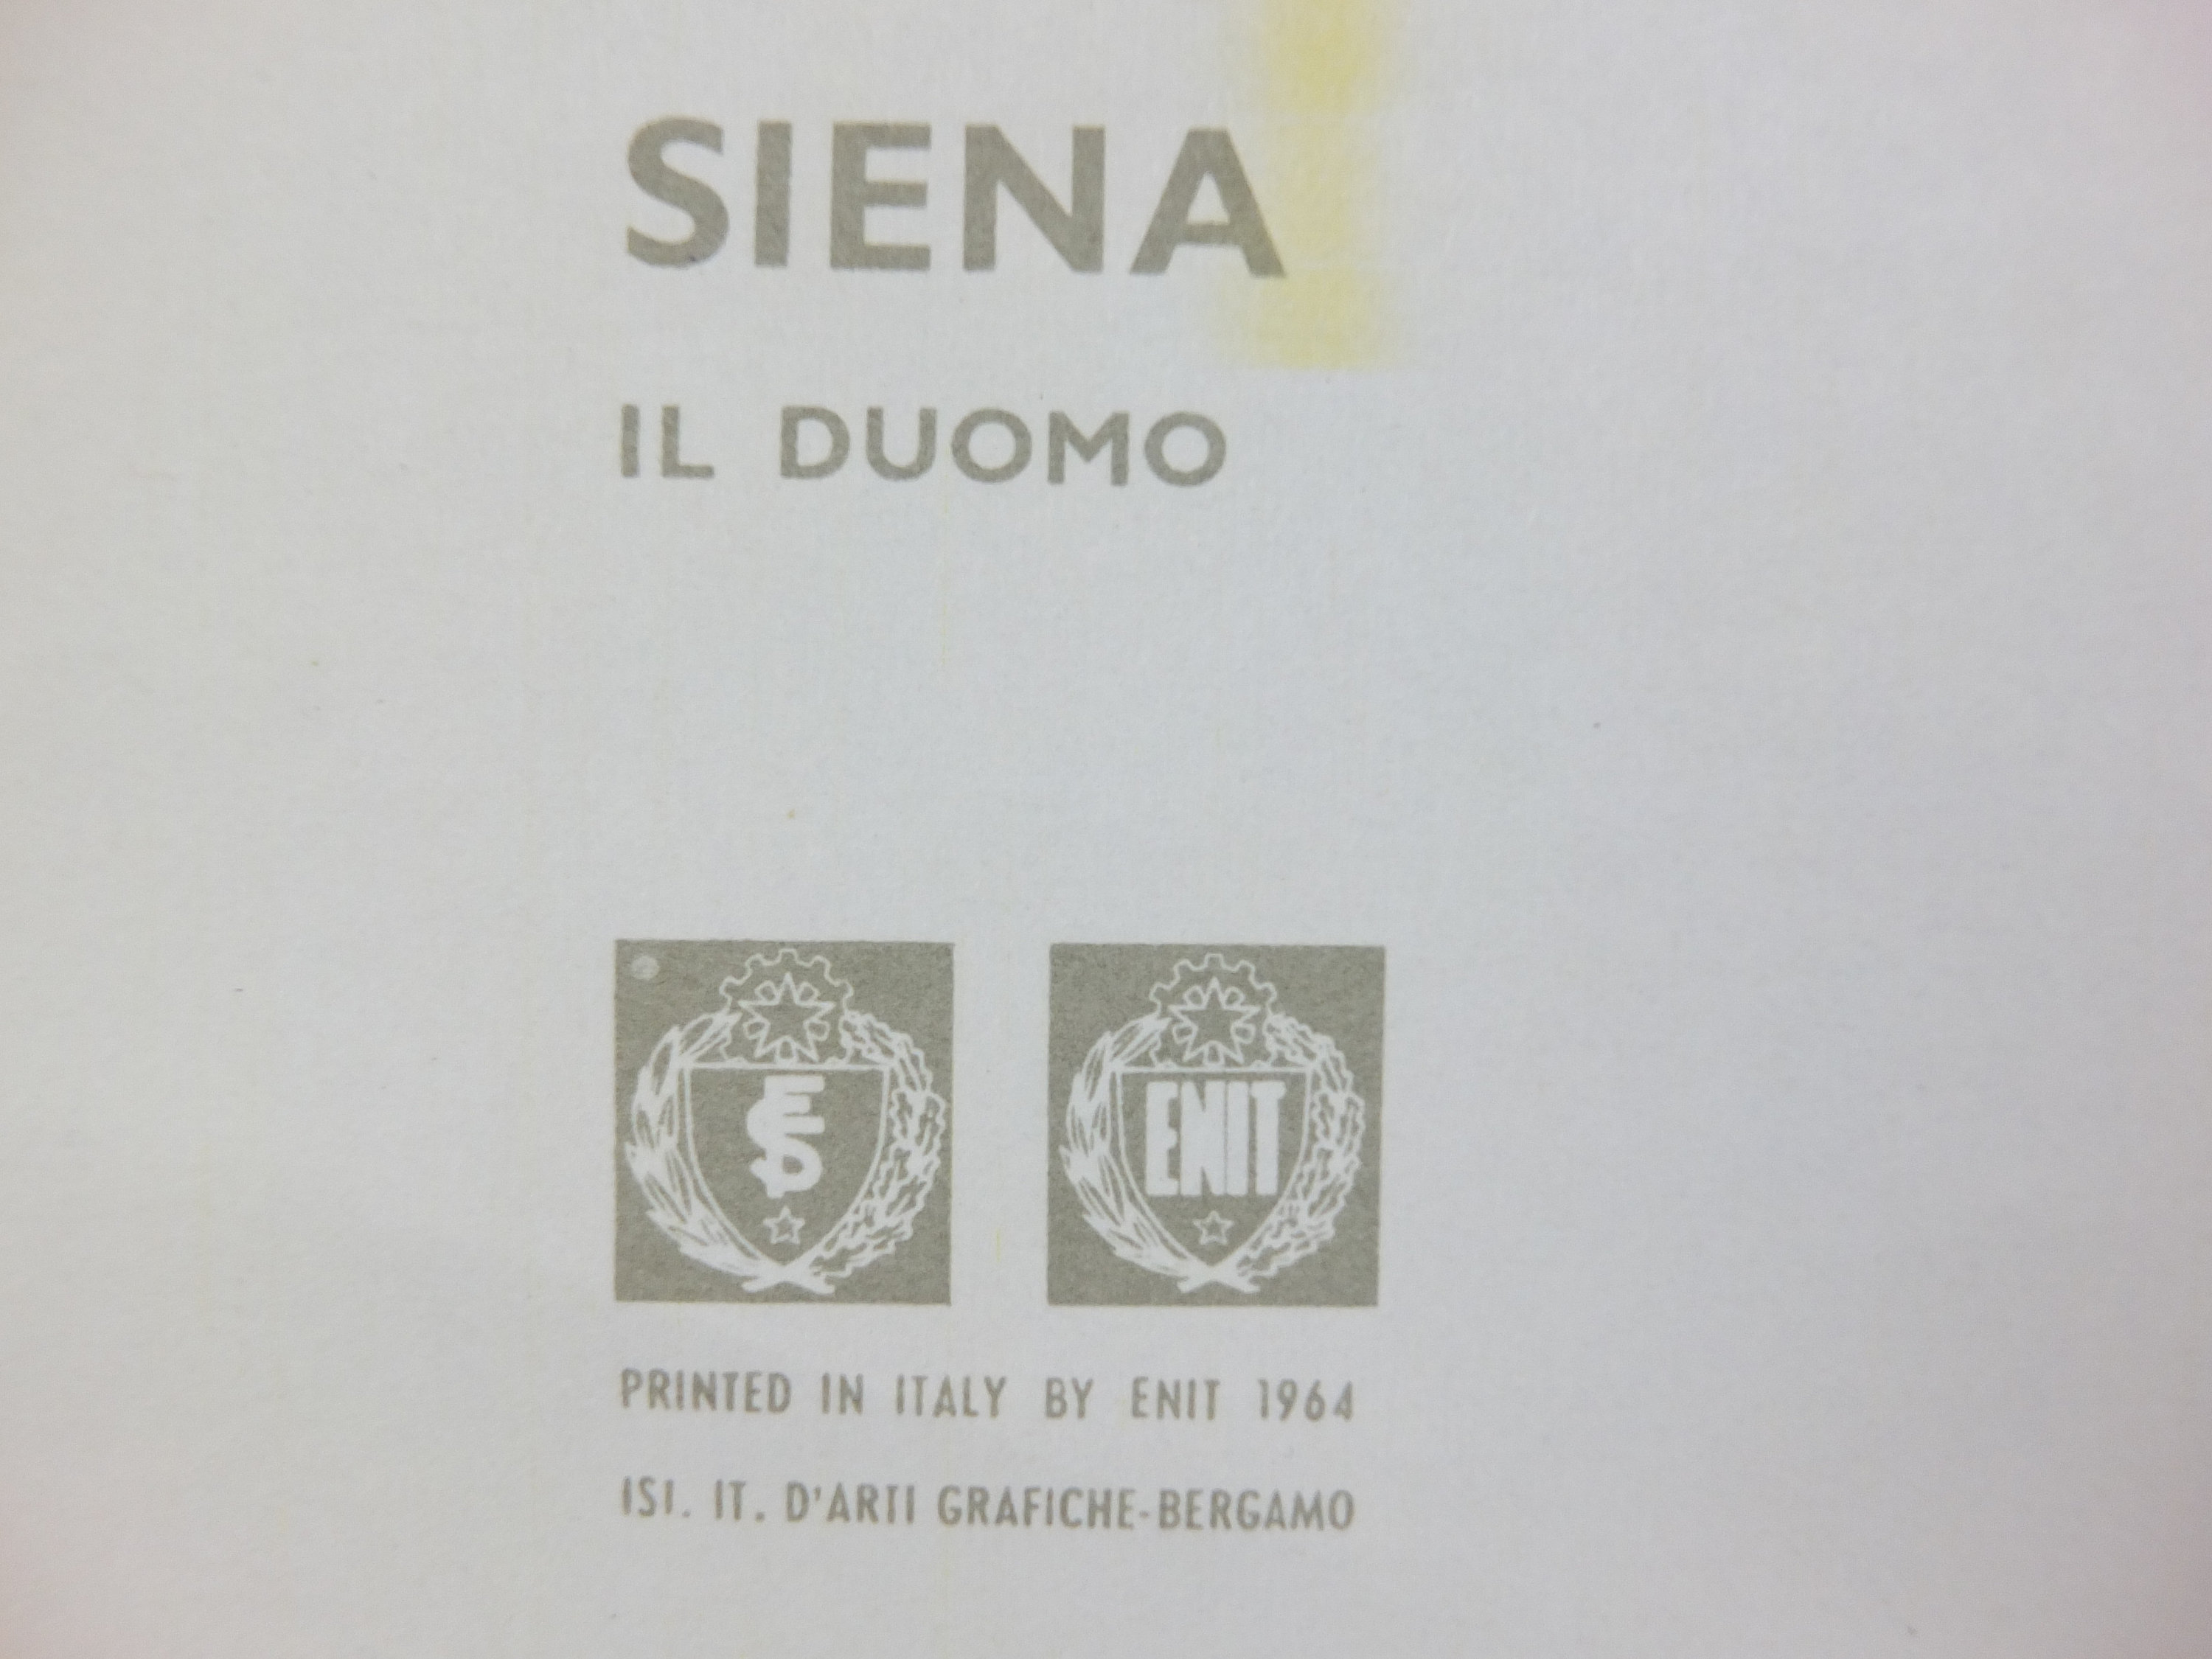 SIENA
IL DUOMO
ENIT
PRINTED IN ITALY BY ENIT 1964
ISI. IT. D'ARTI GRAFICHE-BERGAMO